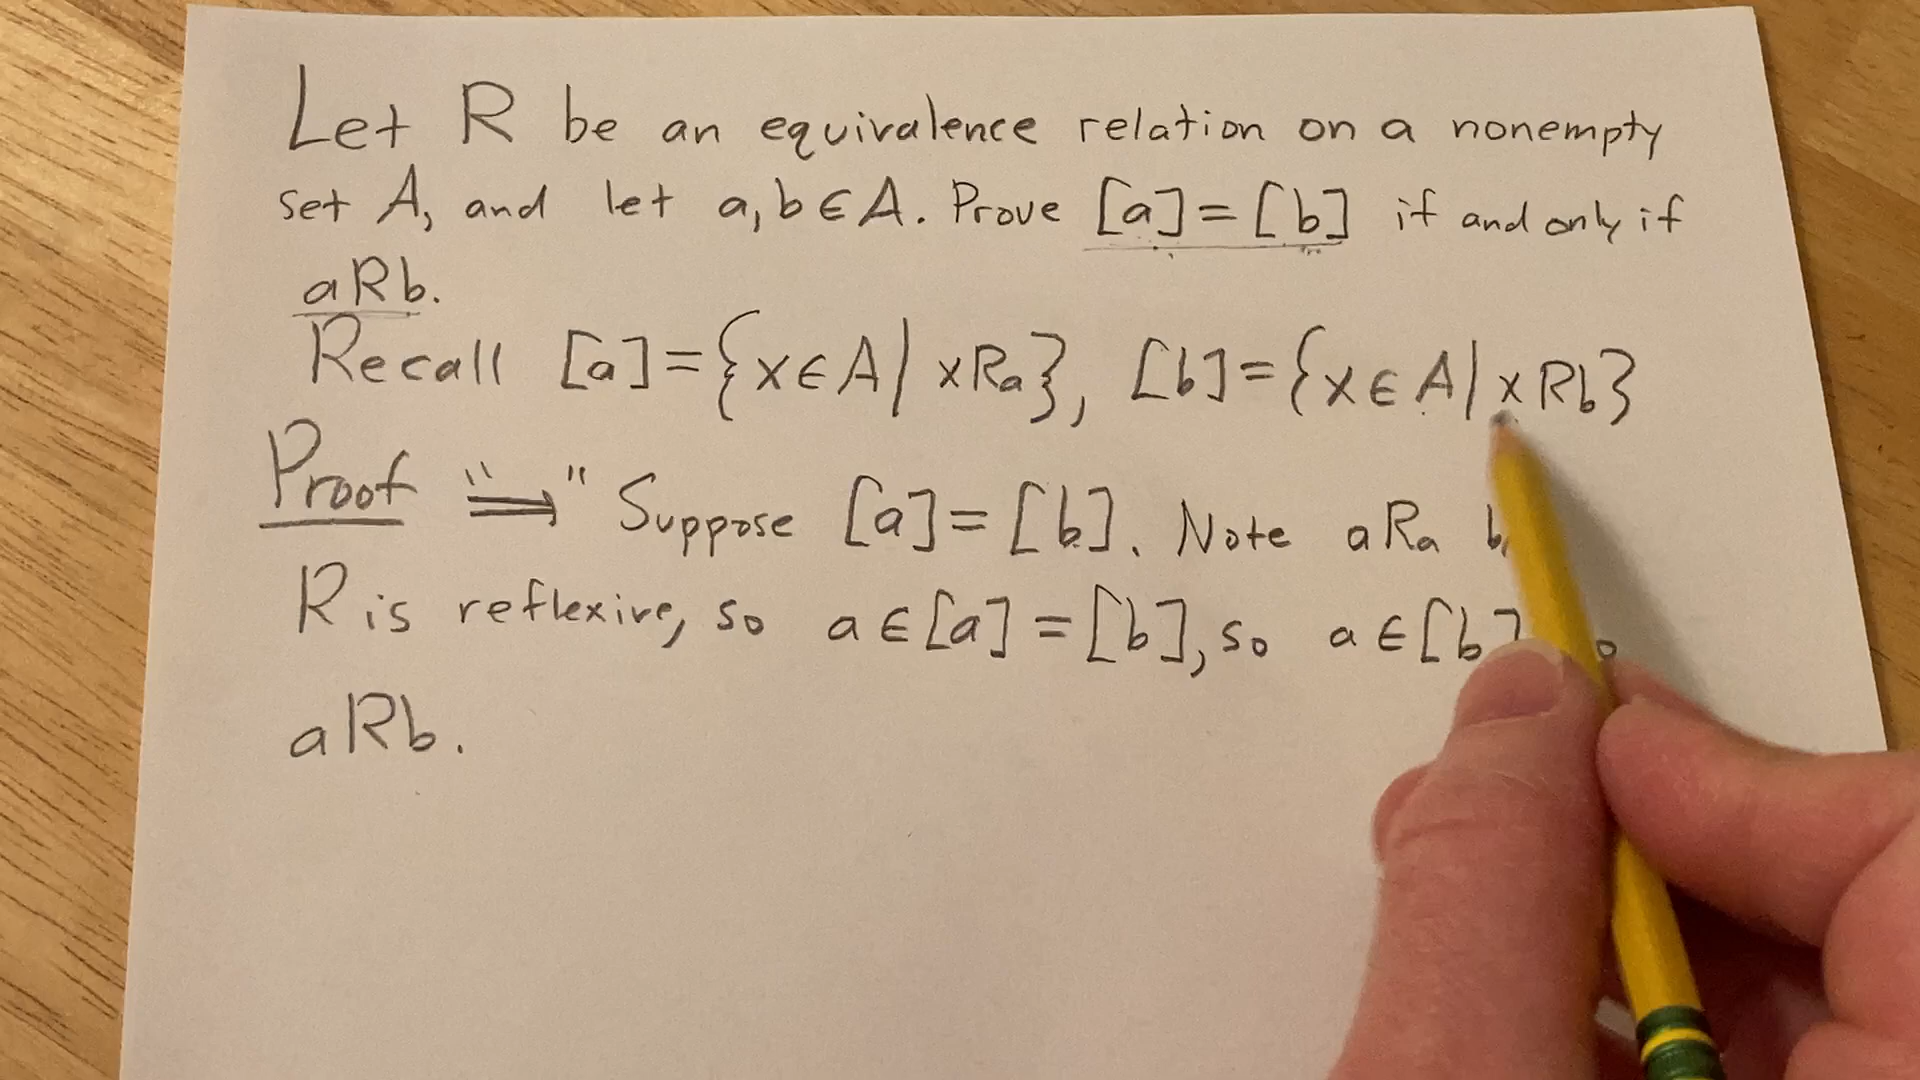 Let R be an equivalence relation on a nonempty
set A, and let a, b ∈ A. Prove [a] = [b] if and only if
aRb.
Recall [a] = {x ∈ A | xRa}, [b] = {x ∈ A | xRb}
Proof "⟹" Suppose [a] = [b]. Note aRa
R is reflexive, so a ∈ [a] = [b], so a ∈ [b]
aRb.